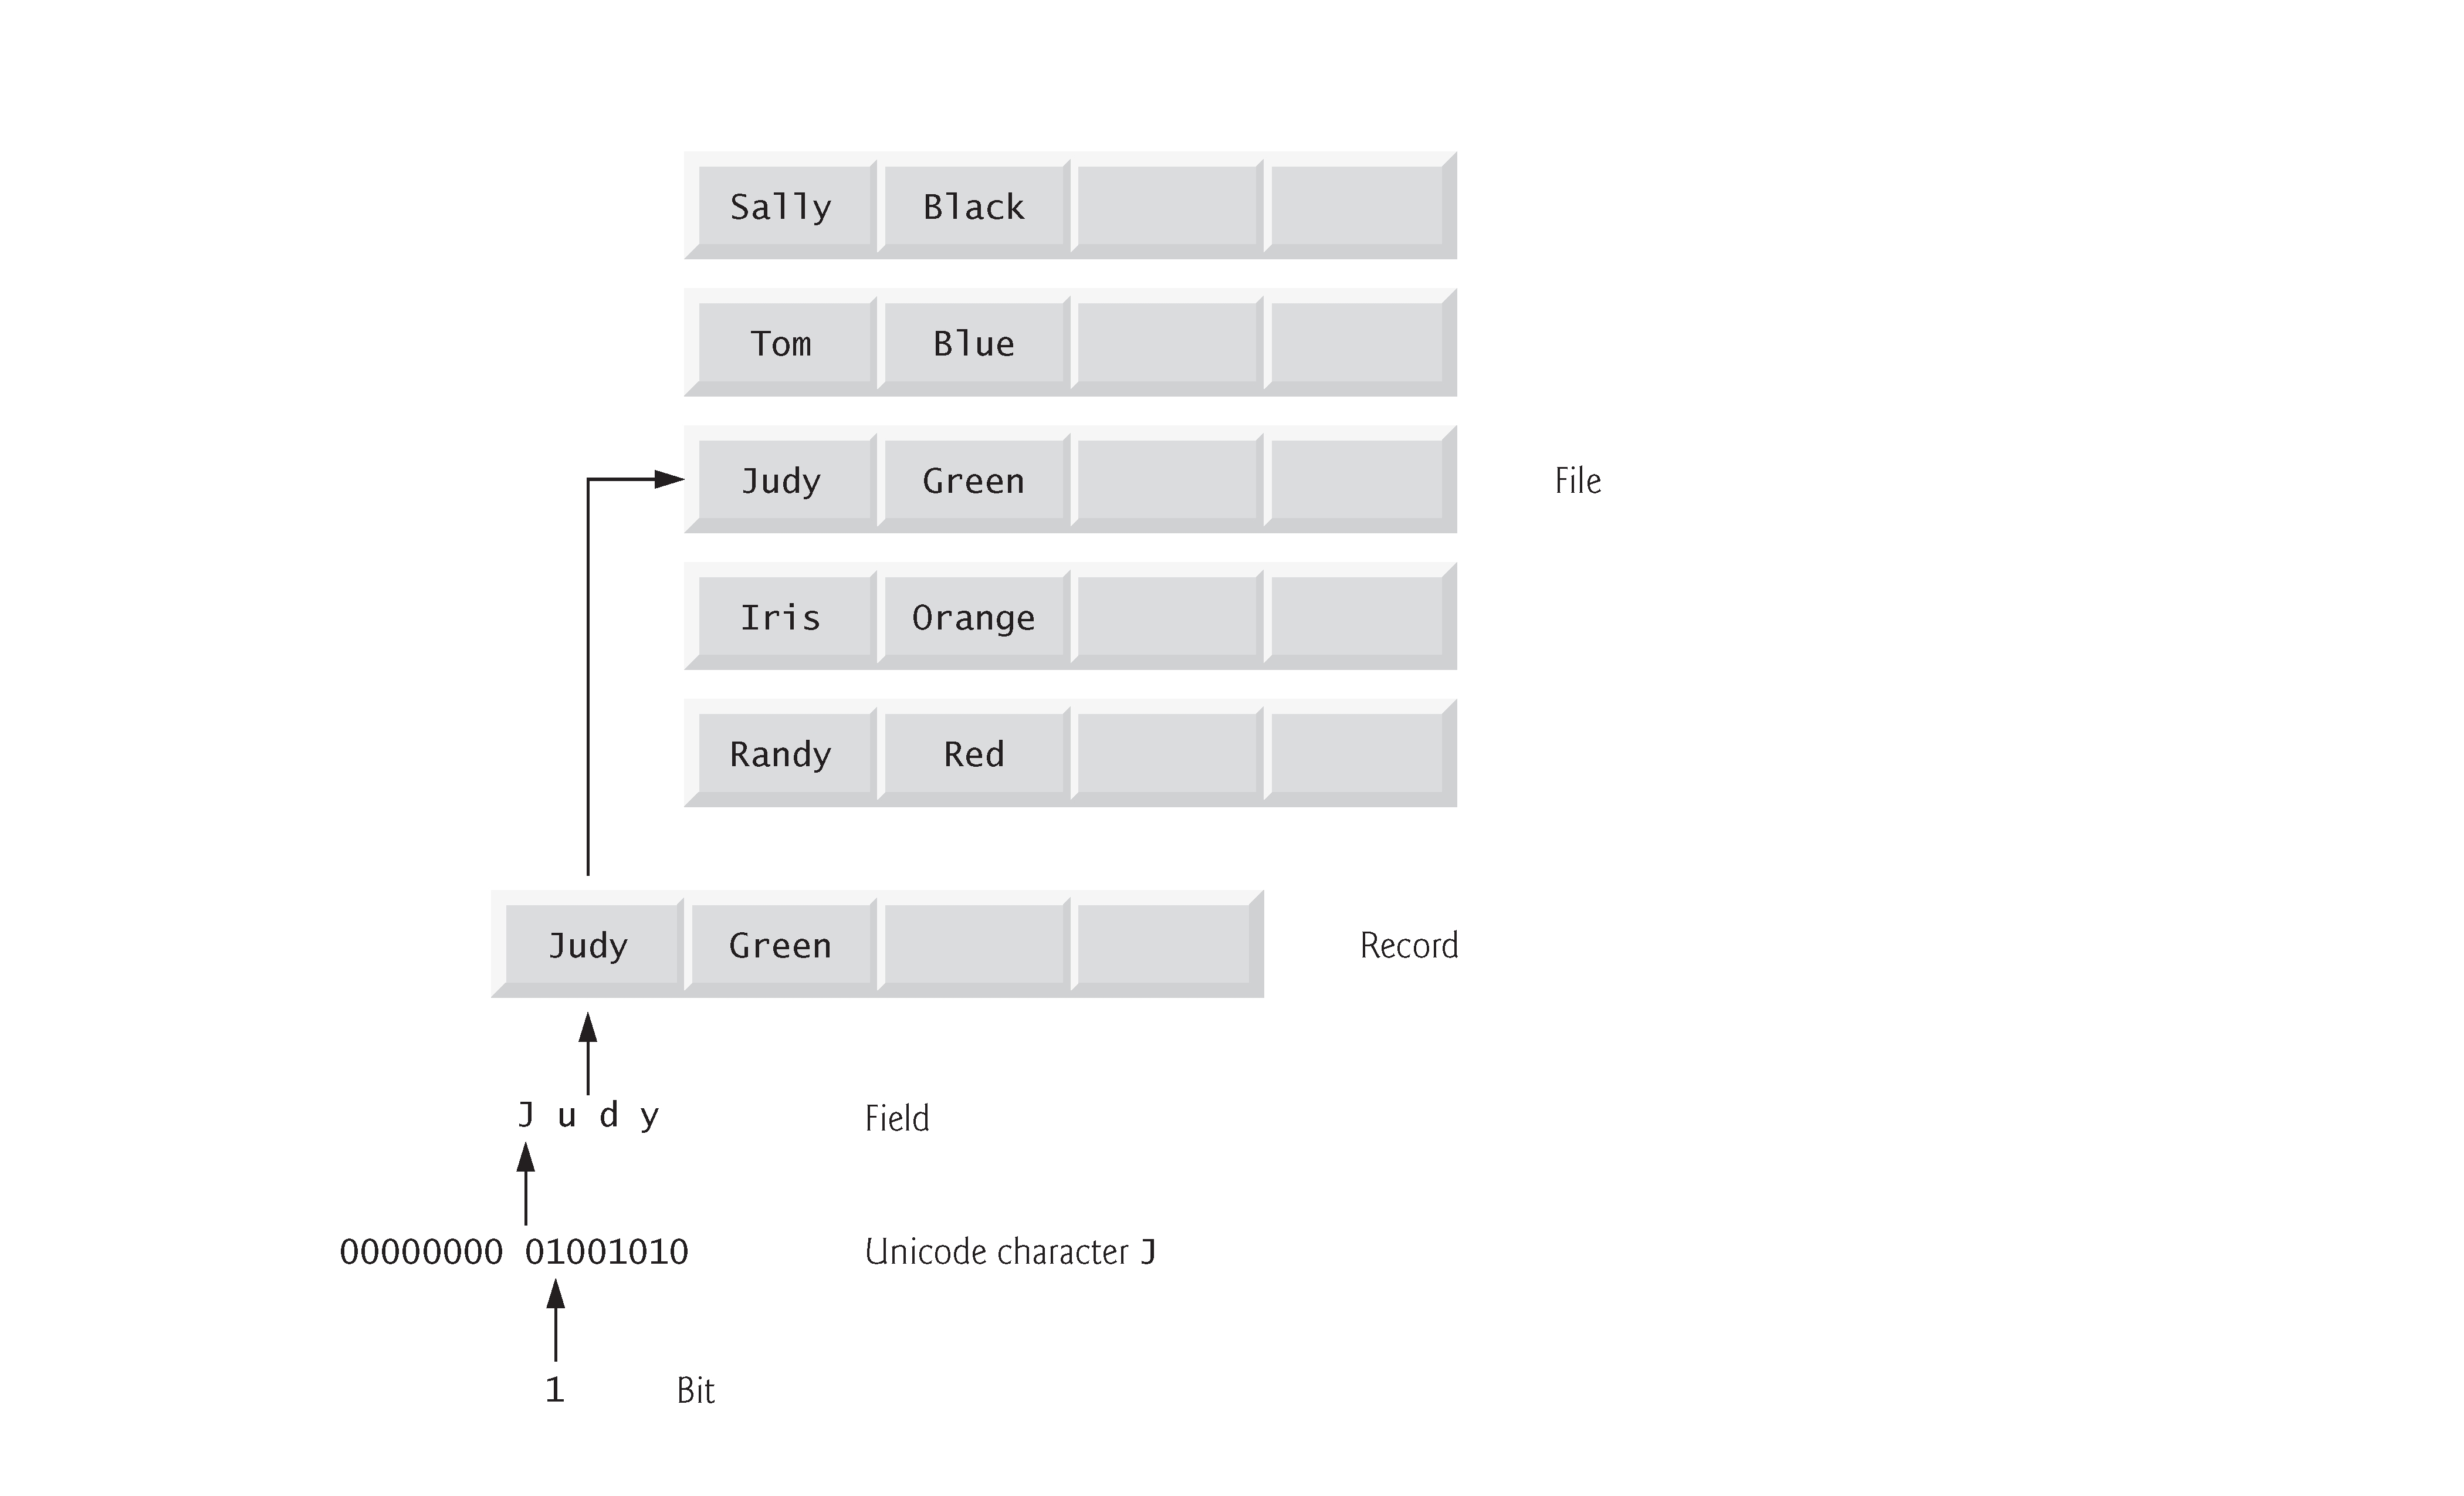 Sally Black
Tom Blue
Judy Green File
Iris Orange
Randy Red
Judy Green Record
J u d y Field
00000000 01001010 Unicode character J
1 Bit